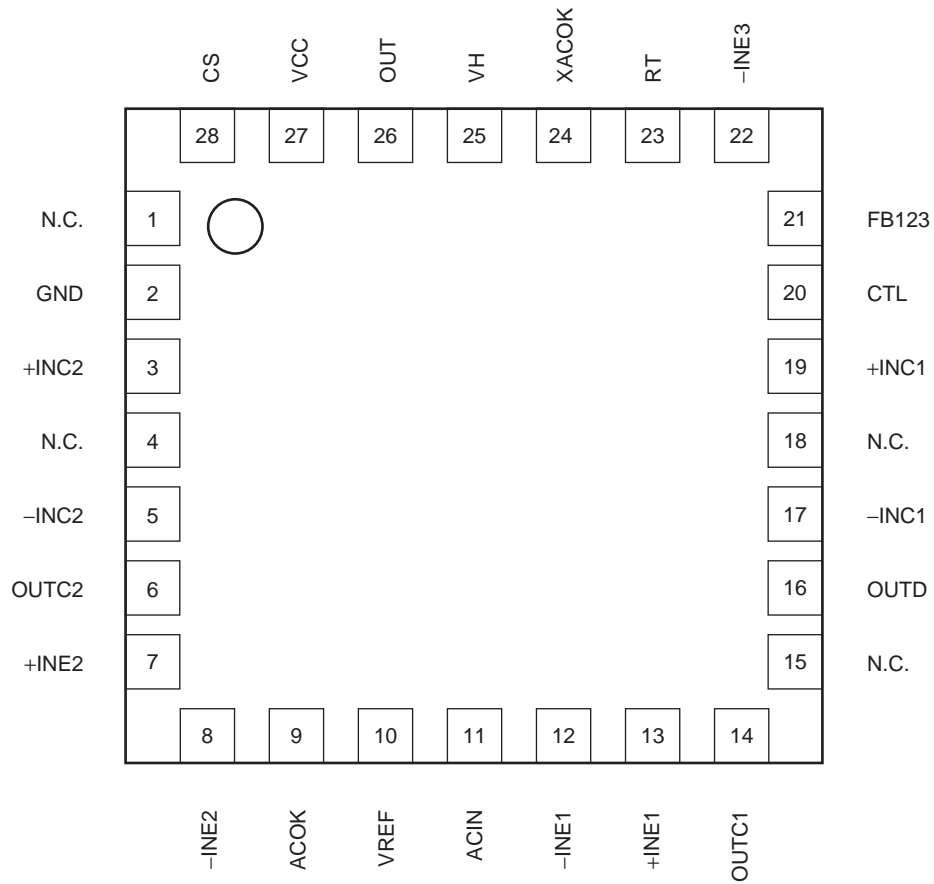 CS VCC OUT VH XACOK RT −INE3
28 27 26 25 24 23 22
N.C. 1 21 FB123
GND 2 20 CTL
+INC2 3 19 +INC1
N.C. 4 18 N.C.
−INC2 5 17 −INC1
OUTC2 6 16 OUTD
+INE2 7 15 N.C.
8 9 10 11 12 13 14
−INE2 ACOK VREF ACIN −INE1 +INE1 OUTC1